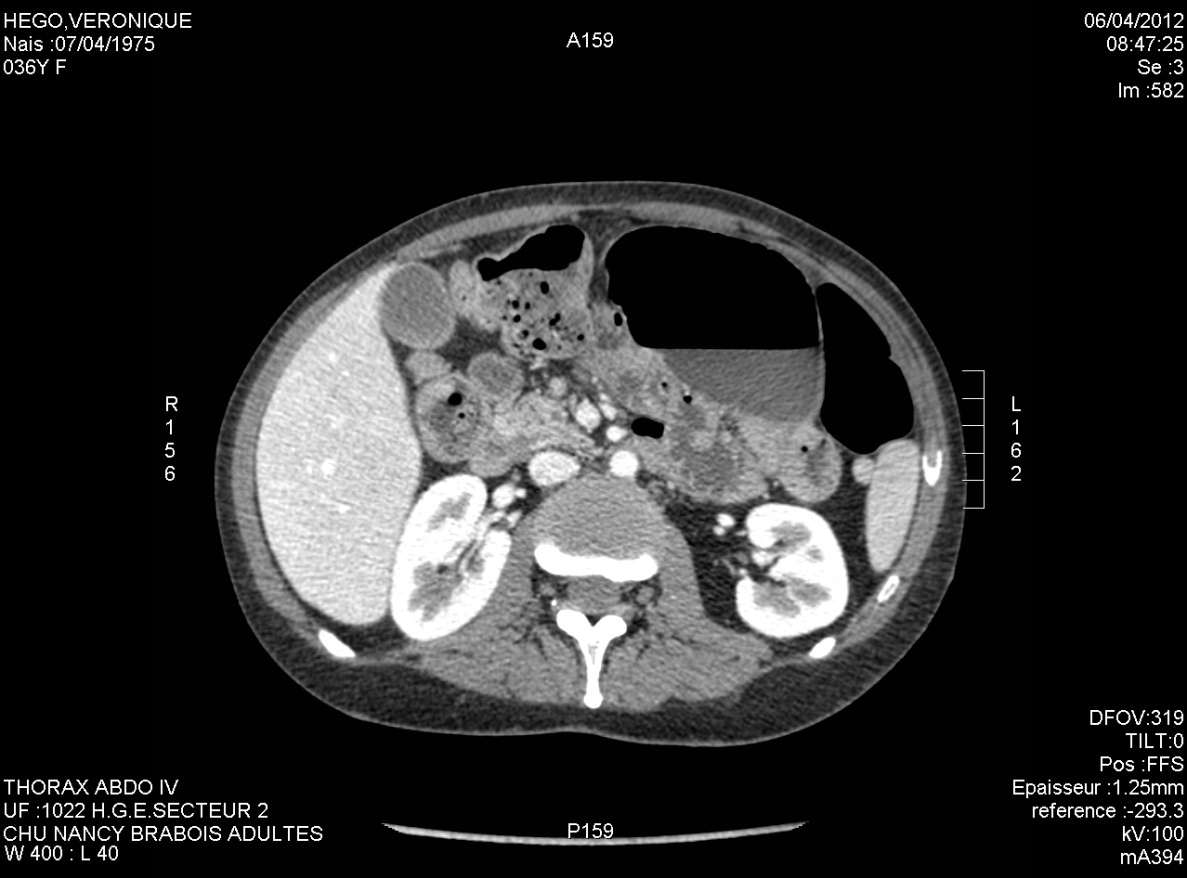 HEGO,VERONIQUE
Nais :07/04/1975
036Y F
A159
06/04/2012
08:47:25
Se :3
Im :582
R
1
5
6
L
1
6
2
THORAX ABDO IV
UF :1022 H.G.E.SECTEUR 2
CHU NANCY BRABOIS ADULTES
W 400 : L 40
P159
DFOV:319
TILT:0
Pos :FFS
Epaisseur :1.25mm
reference :-293.3
kV:100
mA394